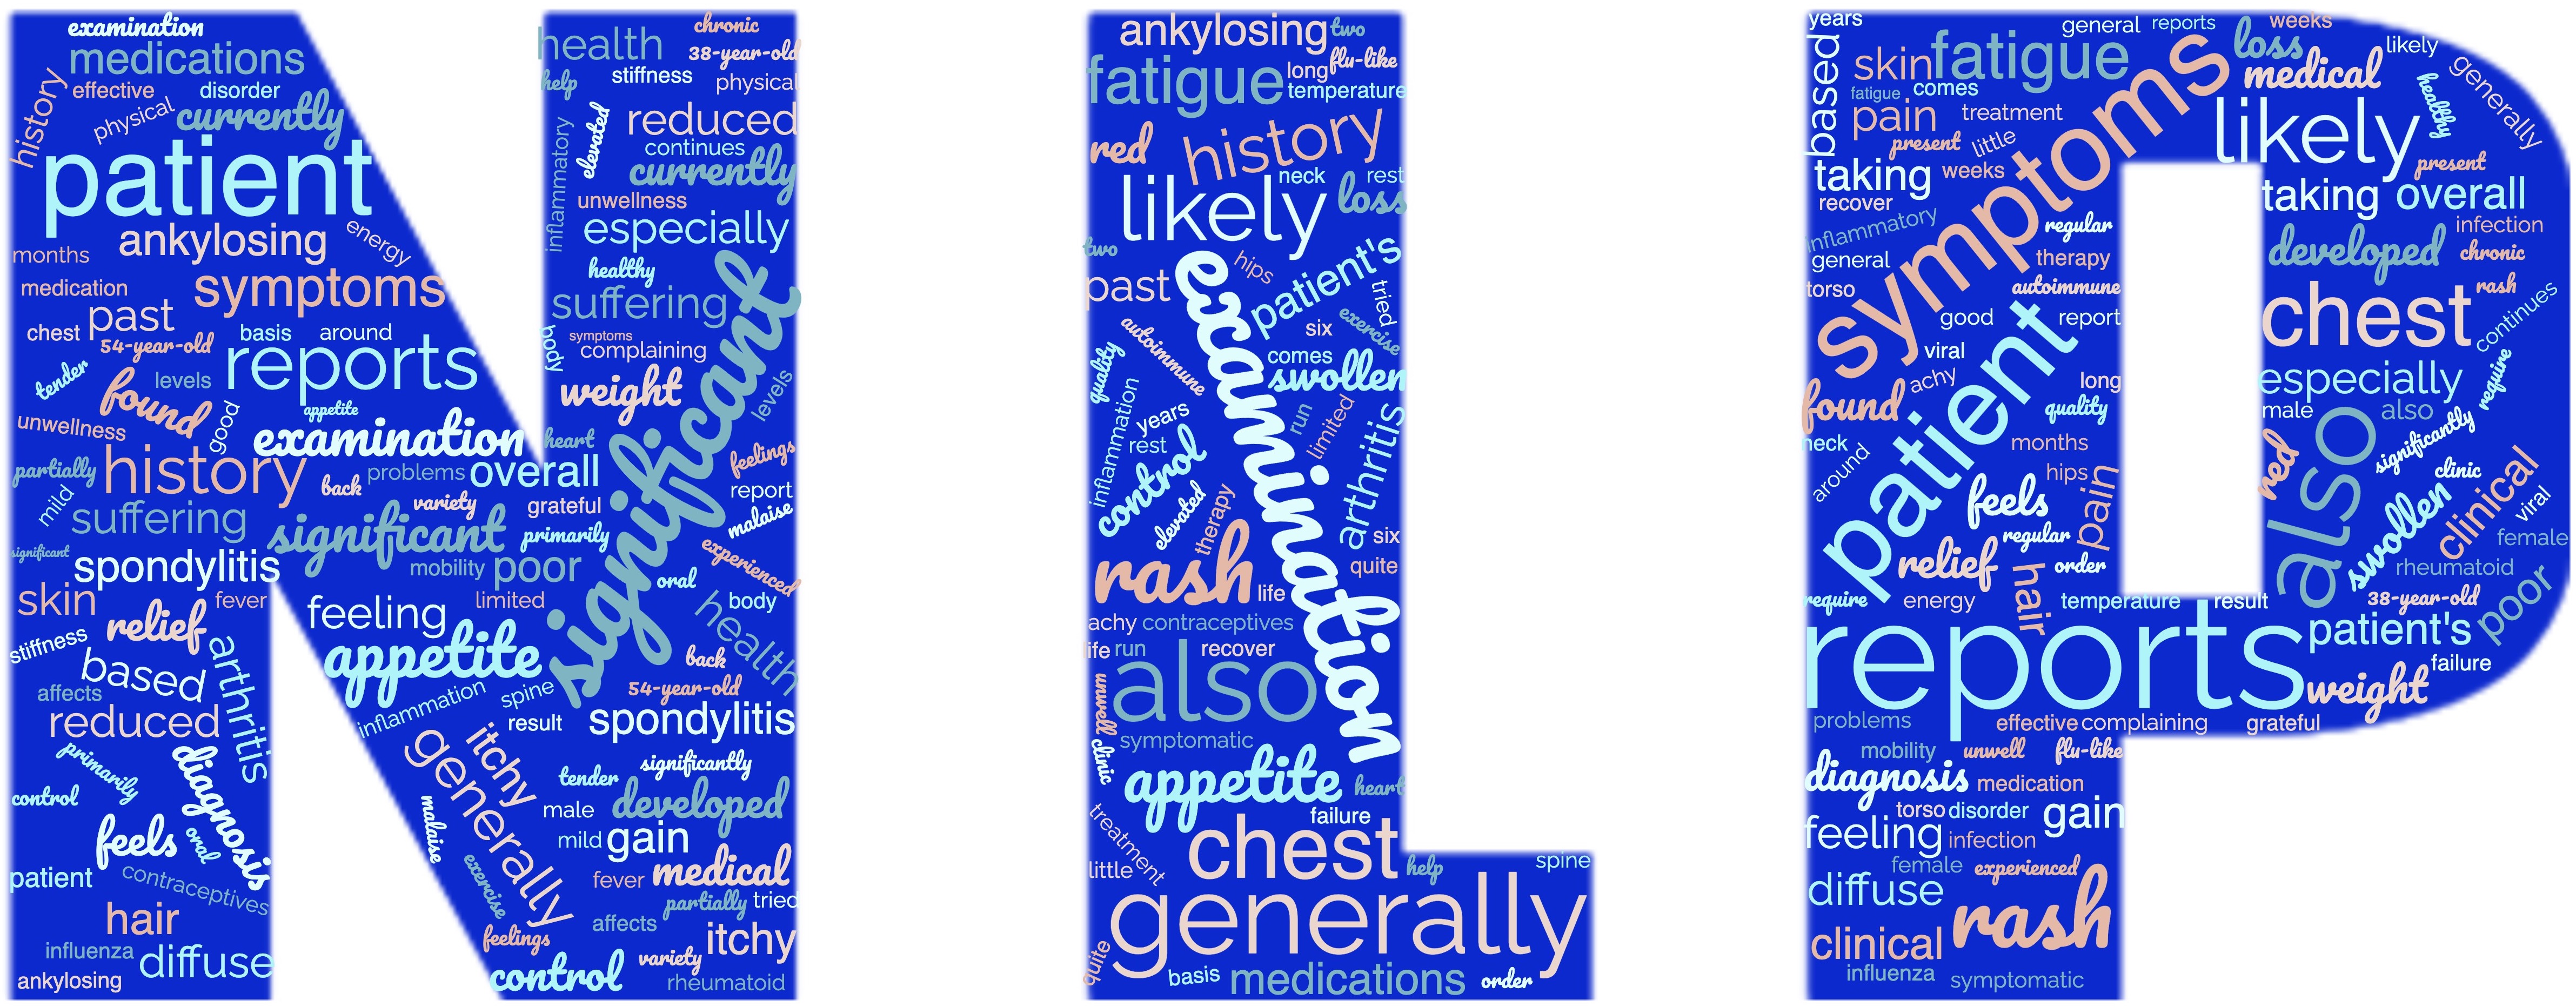 examination
medications
history
effective
disorder
physical
currently
patient
ankylosing
energy
months
medication
symptoms
chest
past
basis
around
54-year-old
reports
tender
levels
found
appetite
good
unwellness
examination
partially
history
problems
overall
mild
back
variety
grateful
suffering
significant
primarily
significant
spondylitis
mobility
poor
skin
fever
limited
relief
feeling
stiffness
arthritis
appetite
based
affects
inflammation
spine
reduced
result
primarily
diagnosis
itchy
generally
control
malaise
feels
oral
patient
contraceptives
exercise
hair
feelings
influenza
diffuse
ankylosing
control
health
chronic
38-year-old
help
stiffness
physical
inflammatory
elevated
reduced
continues
currently
unwellness
especially
healthy
suffering
significant
body
symptoms
complaining
weight
levels
heart
feelings
report
malaise
experienced
oral
body
health
back
54-year-old
spondylitis
significantly
tender
male
developed
mild
gain
fever
medical
partially
tried
affects
itchy
variety
rheumatoid
ankylosing
two
fatigue
long
flu-like
temperature
red
history
neck
rest
likely
loss
two
hips
patient's
past
examination
tried
autoimmune
six
exercise
quality
comes
swollen
inflammation
years
run
limited
arthritis
rest
control
elevated
therapy
six
rash
quite
life
achy
contraceptives
life
run
recover
unwell
also
symptomatic
clinic
appetite
heart
treatment
failure
chest
little
help
spine
generally
quite
basis
medications
order
years
general
reports
weeks
based
skin
fatigue
symptoms
loss
likely
fatigue
comes
medical
healthy
generally
pain
treatment
present
little
likely
taking
weeks
present
recover
taking
overall
inflammatory
regular
infection
general
therapy
developed
chronic
torso
autoimmune
rash
good
report
chest
continues
patient
viral
achy
long
especially
require
found
quality
male
also
neck
months
red
also
significantly
around
hips
clinic
feels
pain
swollen
clinical
viral
regular
female
relief
hair
order
rheumatoid
require
energy
temperature
result
38-year-old
poor
reports
patient's
failure
weight
problems
effective
complaining
grateful
mobility
unwell
flu-like
diagnosis
medication
torso
disorder
gain
feeling
infection
female
experienced
diffuse
rash
clinical
influenza
symptomatic